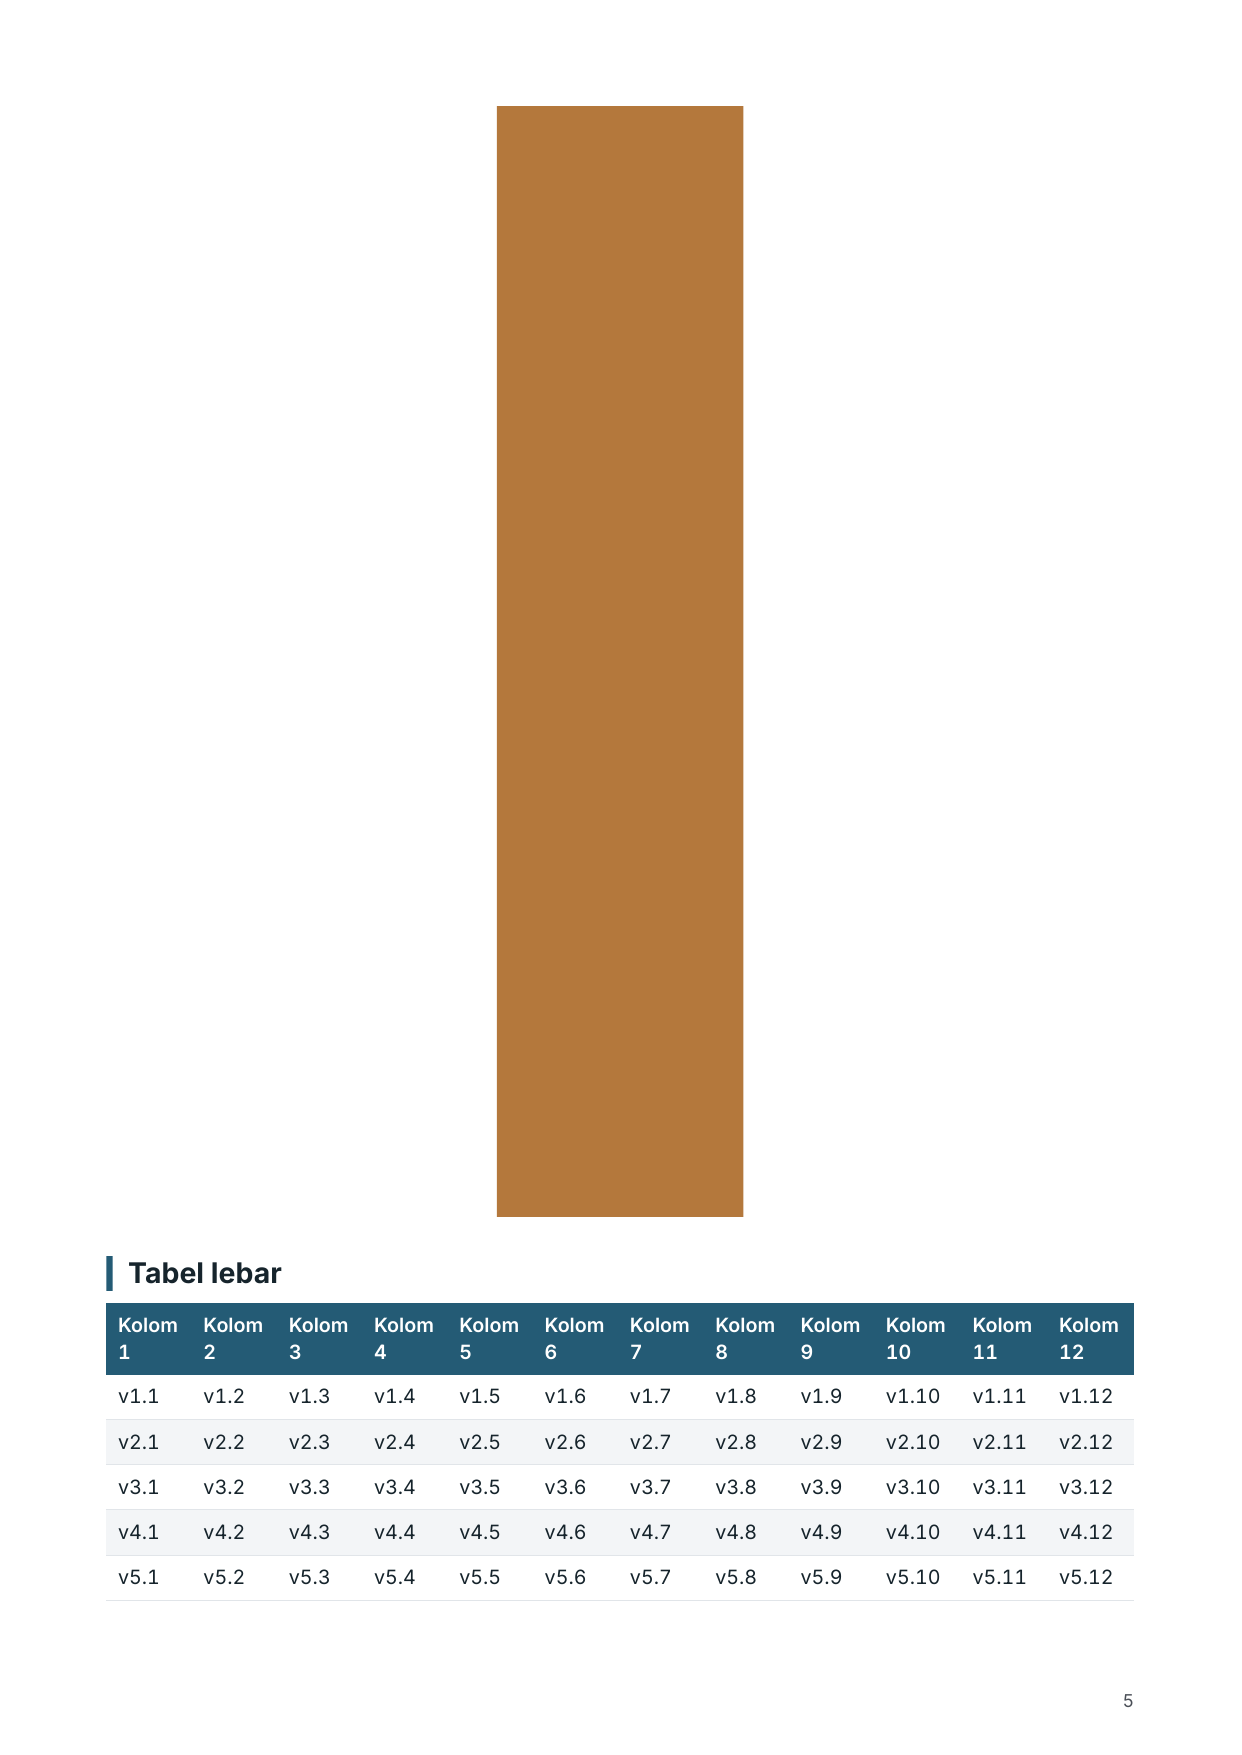 Tabel lebar
Kolom 1 Kolom 2 Kolom 3 Kolom 4 Kolom 5 Kolom 6 Kolom 7 Kolom 8 Kolom 9 Kolom 10 Kolom 11 Kolom 12
v1.1 v1.2 v1.3 v1.4 v1.5 v1.6 v1.7 v1.8 v1.9 v1.10 v1.11 v1.12
v2.1 v2.2 v2.3 v2.4 v2.5 v2.6 v2.7 v2.8 v2.9 v2.10 v2.11 v2.12
v3.1 v3.2 v3.3 v3.4 v3.5 v3.6 v3.7 v3.8 v3.9 v3.10 v3.11 v3.12
v4.1 v4.2 v4.3 v4.4 v4.5 v4.6 v4.7 v4.8 v4.9 v4.10 v4.11 v4.12
v5.1 v5.2 v5.3 v5.4 v5.5 v5.6 v5.7 v5.8 v5.9 v5.10 v5.11 v5.12
5